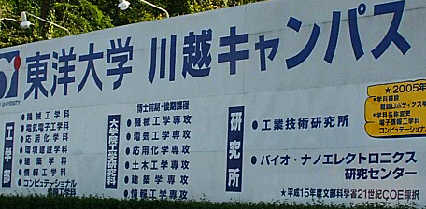 東洋大学 川越キャンパス
工学部
● 機械工学科
● 電気電子工学科
● 応用化学科
● 環境建設学科
● 建築学科
● 情報工学科
● コンピュテーショナル
博士前期・後期課程
● 機械工学専攻
● 電気工学専攻
● 応用化学専攻
● 土木工学専攻
● 建築学専攻
● 情報工学専攻
研究所
● 工業技術研究所
● バイオ・ナノエレクトロニクス
研究センター
★平成15年度文部科学省21世紀COE採択
★2005年